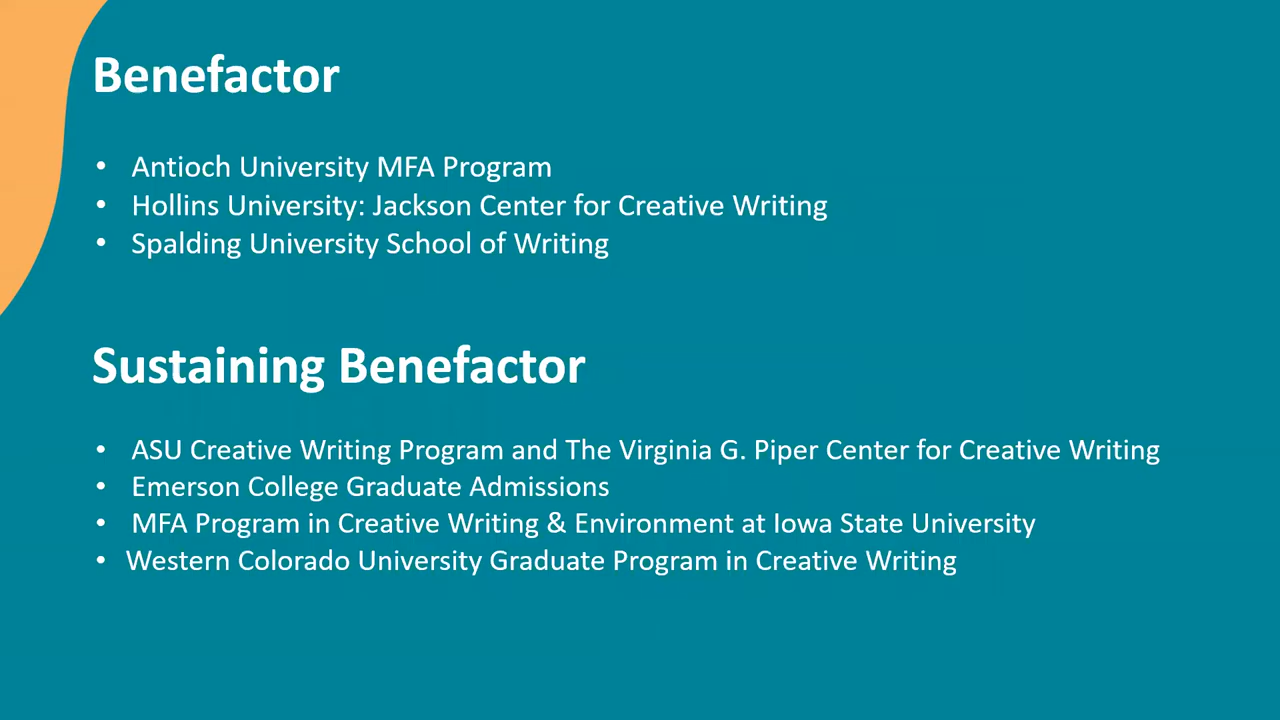 Benefactor
• Antioch University MFA Program
• Hollins University: Jackson Center for Creative Writing
• Spalding University School of Writing
Sustaining Benefactor
• ASU Creative Writing Program and The Virginia G. Piper Center for Creative Writing
• Emerson College Graduate Admissions
• MFA Program in Creative Writing & Environment at Iowa State University
• Western Colorado University Graduate Program in Creative Writing